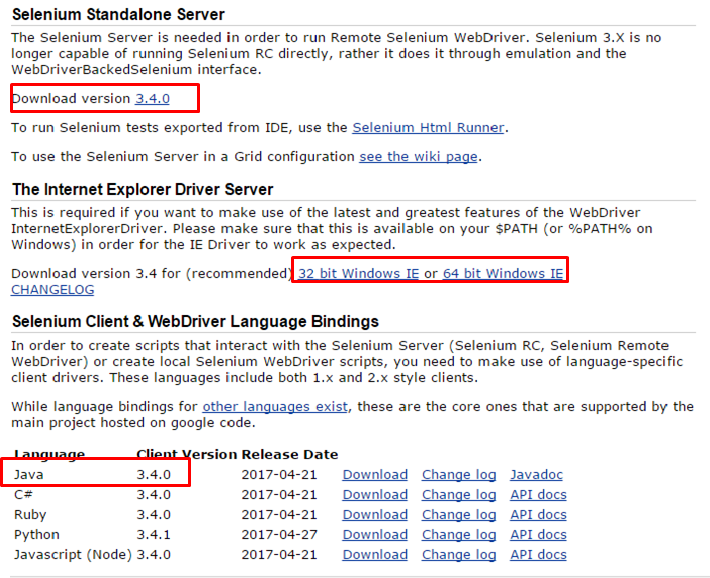 Selenium Standalone Server
The Selenium Server is needed in order to run Remote Selenium WebDriver. Selenium 3.X is no
longer capable of running Selenium RC directly, rather it does it through emulation and the
WebDriverBackedSelenium interface.
Download version 3.4.0
To run Selenium tests exported from IDE, use the Selenium Html Runner.
To use the Selenium Server in a Grid configuration see the wiki page.
The Internet Explorer Driver Server
This is required if you want to make use of the latest and greatest features of the WebDriver
InternetExplorerDriver. Please make sure that this is available on your $PATH (or %PATH% on
Windows) in order for the IE Driver to work as expected.
Download version 3.4 for (recommended) 32 bit Windows IE or 64 bit Windows IE
CHANGELOG
Selenium Client & WebDriver Language Bindings
In order to create scripts that interact with the Selenium Server (Selenium RC, Selenium Remote
WebDriver) or create local Selenium WebDriver scripts, you need to make use of language-specific
client drivers. These languages include both 1.x and 2.x style clients.
While language bindings for other languages exist, these are the core ones that are supported by the
main project hosted on google code.
Language Client Version Release Date
Java 3.4.0 2017-04-21 Download Change log Javadoc
C# 3.4.0 2017-04-21 Download Change log API docs
Ruby 3.4.0 2017-04-21 Download Change log API docs
Python 3.4.1 2017-04-27 Download Change log API docs
Javascript (Node) 3.4.0 2017-04-21 Download Change log API docs